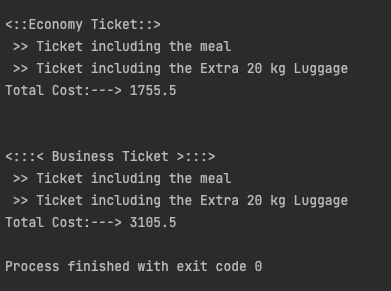 <::Economy Ticket::>
 >> Ticket including the meal
 >> Ticket including the Extra 20 kg Luggage
Total Cost:---> 1755.5
<:::< Business Ticket >:::>
 >> Ticket including the meal
 >> Ticket including the Extra 20 kg Luggage
Total Cost:---> 3105.5
Process finished with exit code 0